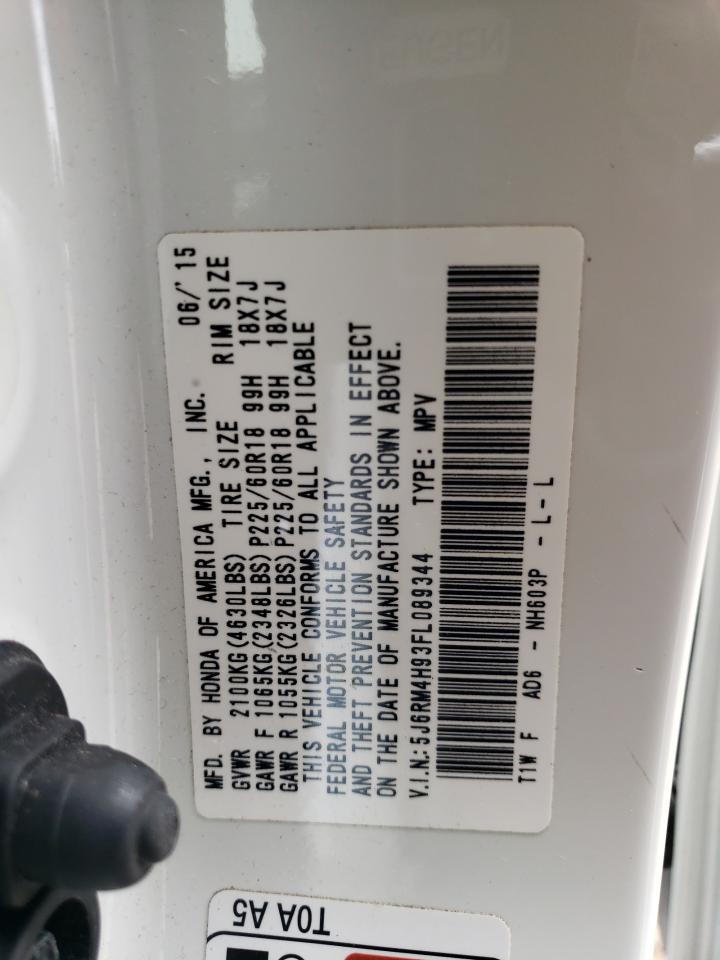 MFD. BY HONDA OF AMERICA MFG., INC. 06/'15
GVWR 2100KG(4630LBS) TIRE SIZE RIM SIZE
GAWR F 1065KG(2348LBS) P225/60R18 99H 18X7J
GAWR R 1055KG(2326LBS) P225/60R18 99H 18X7J
THIS VEHICLE CONFORMS TO ALL APPLICABLE
FEDERAL MOTOR VEHICLE SAFETY
AND THEFT PREVENTION STANDARDS IN EFFECT
ON THE DATE OF MANUFACTURE SHOWN ABOVE.
V.I.N.: 5J6RM4H93FL089344 TYPE: MPV
T1W F AD6 - NH603P - L - L
T0A A5